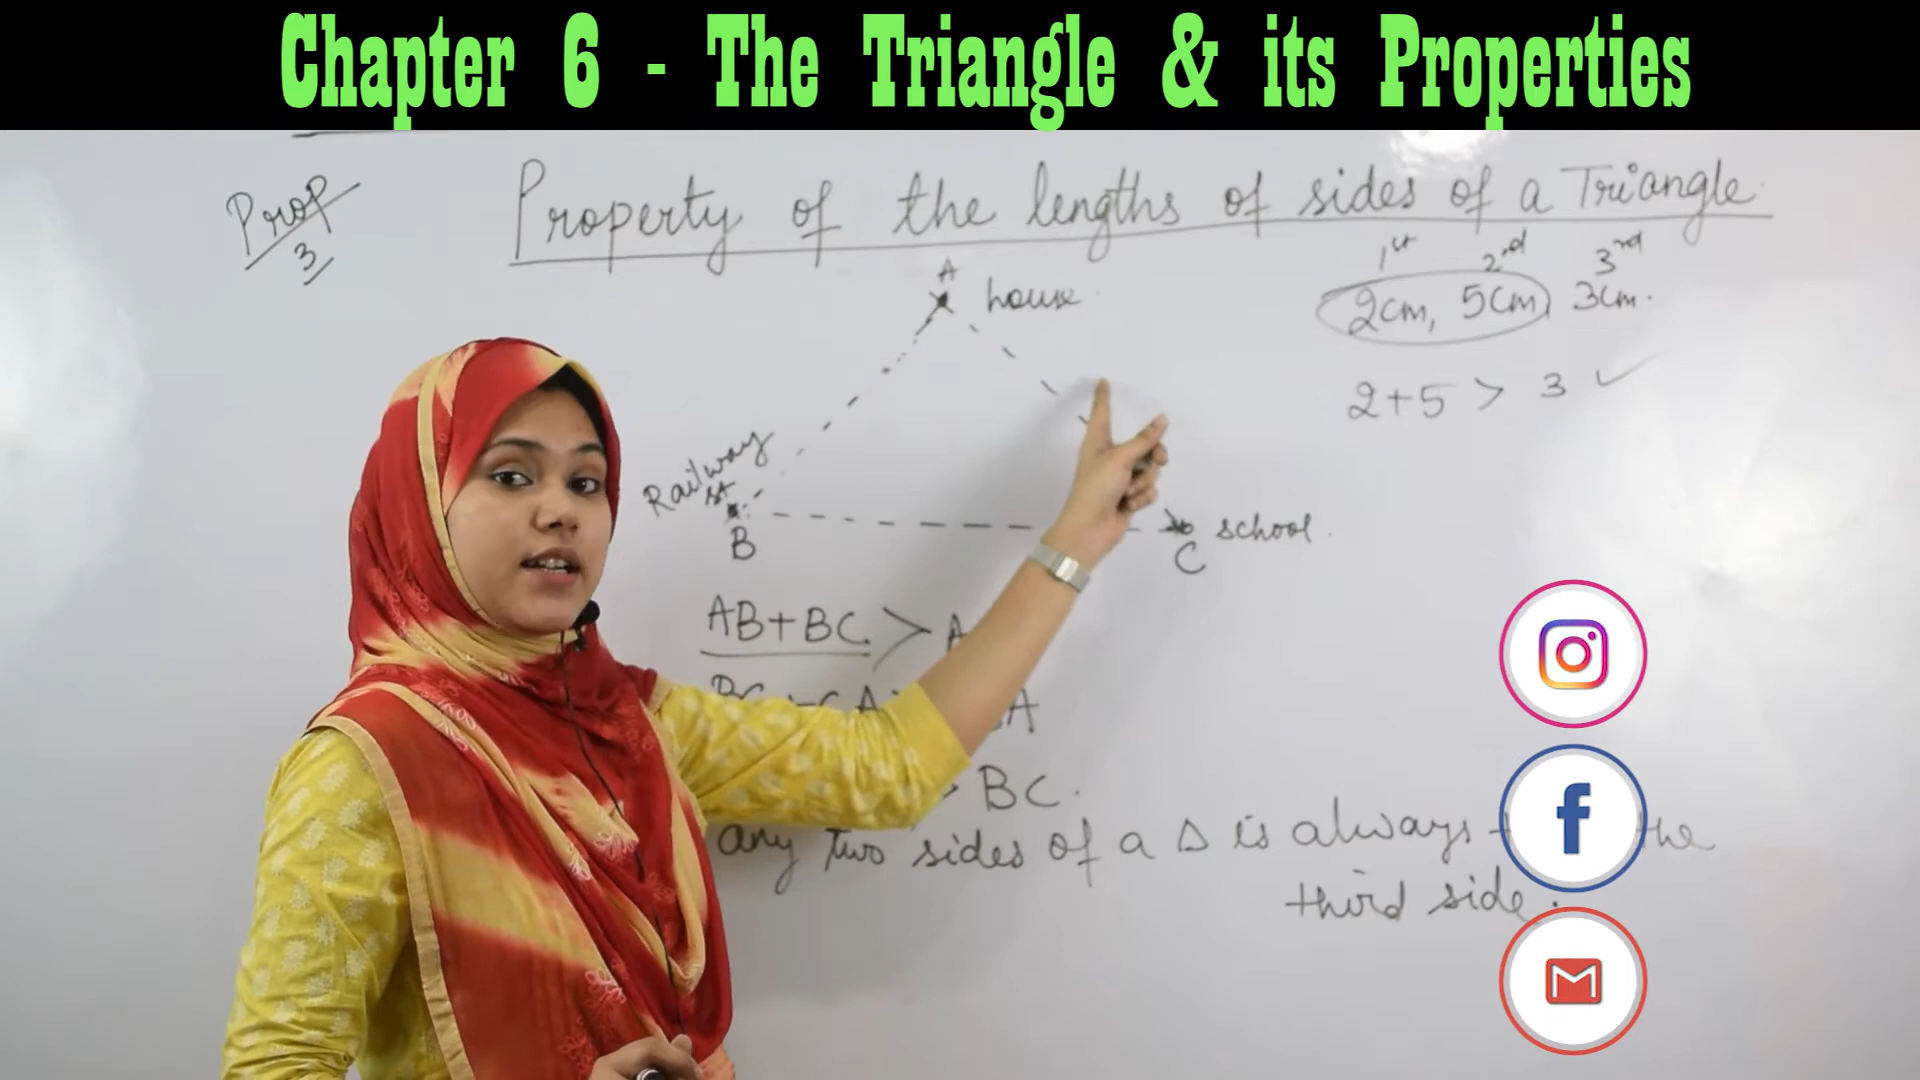 Chapter 6 - The Triangle & its Properties
Prop 3
Property of the lengths of sides of a Triangle
1st 2nd 3rd
2cm, 5cm, 3cm.
A house
2+5 > 3 ✓
Railway st
B
C school.
AB+BC >
BC.
any two sides of a Δ is always the
third side.